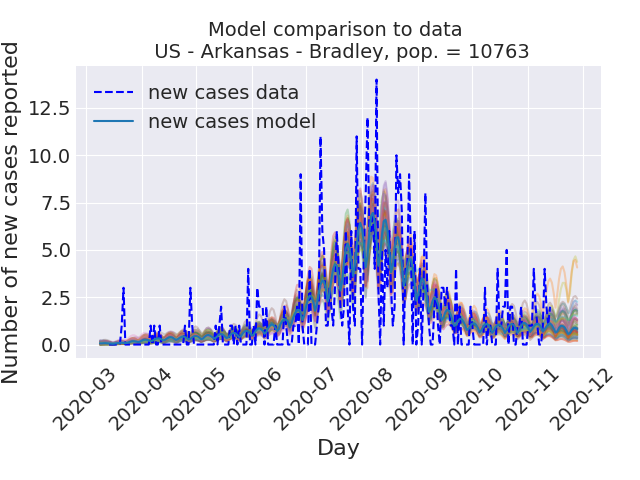 Model comparison to data
US - Arkansas - Bradley, pop. = 10763
Number of new cases reported
12.5
10.0
7.5
5.0
2.5
0.0
new cases data
new cases model
2020-03
2020-04
2020-05
2020-06
2020-07
2020-08
2020-09
2020-10
2020-11
2020-12
Day